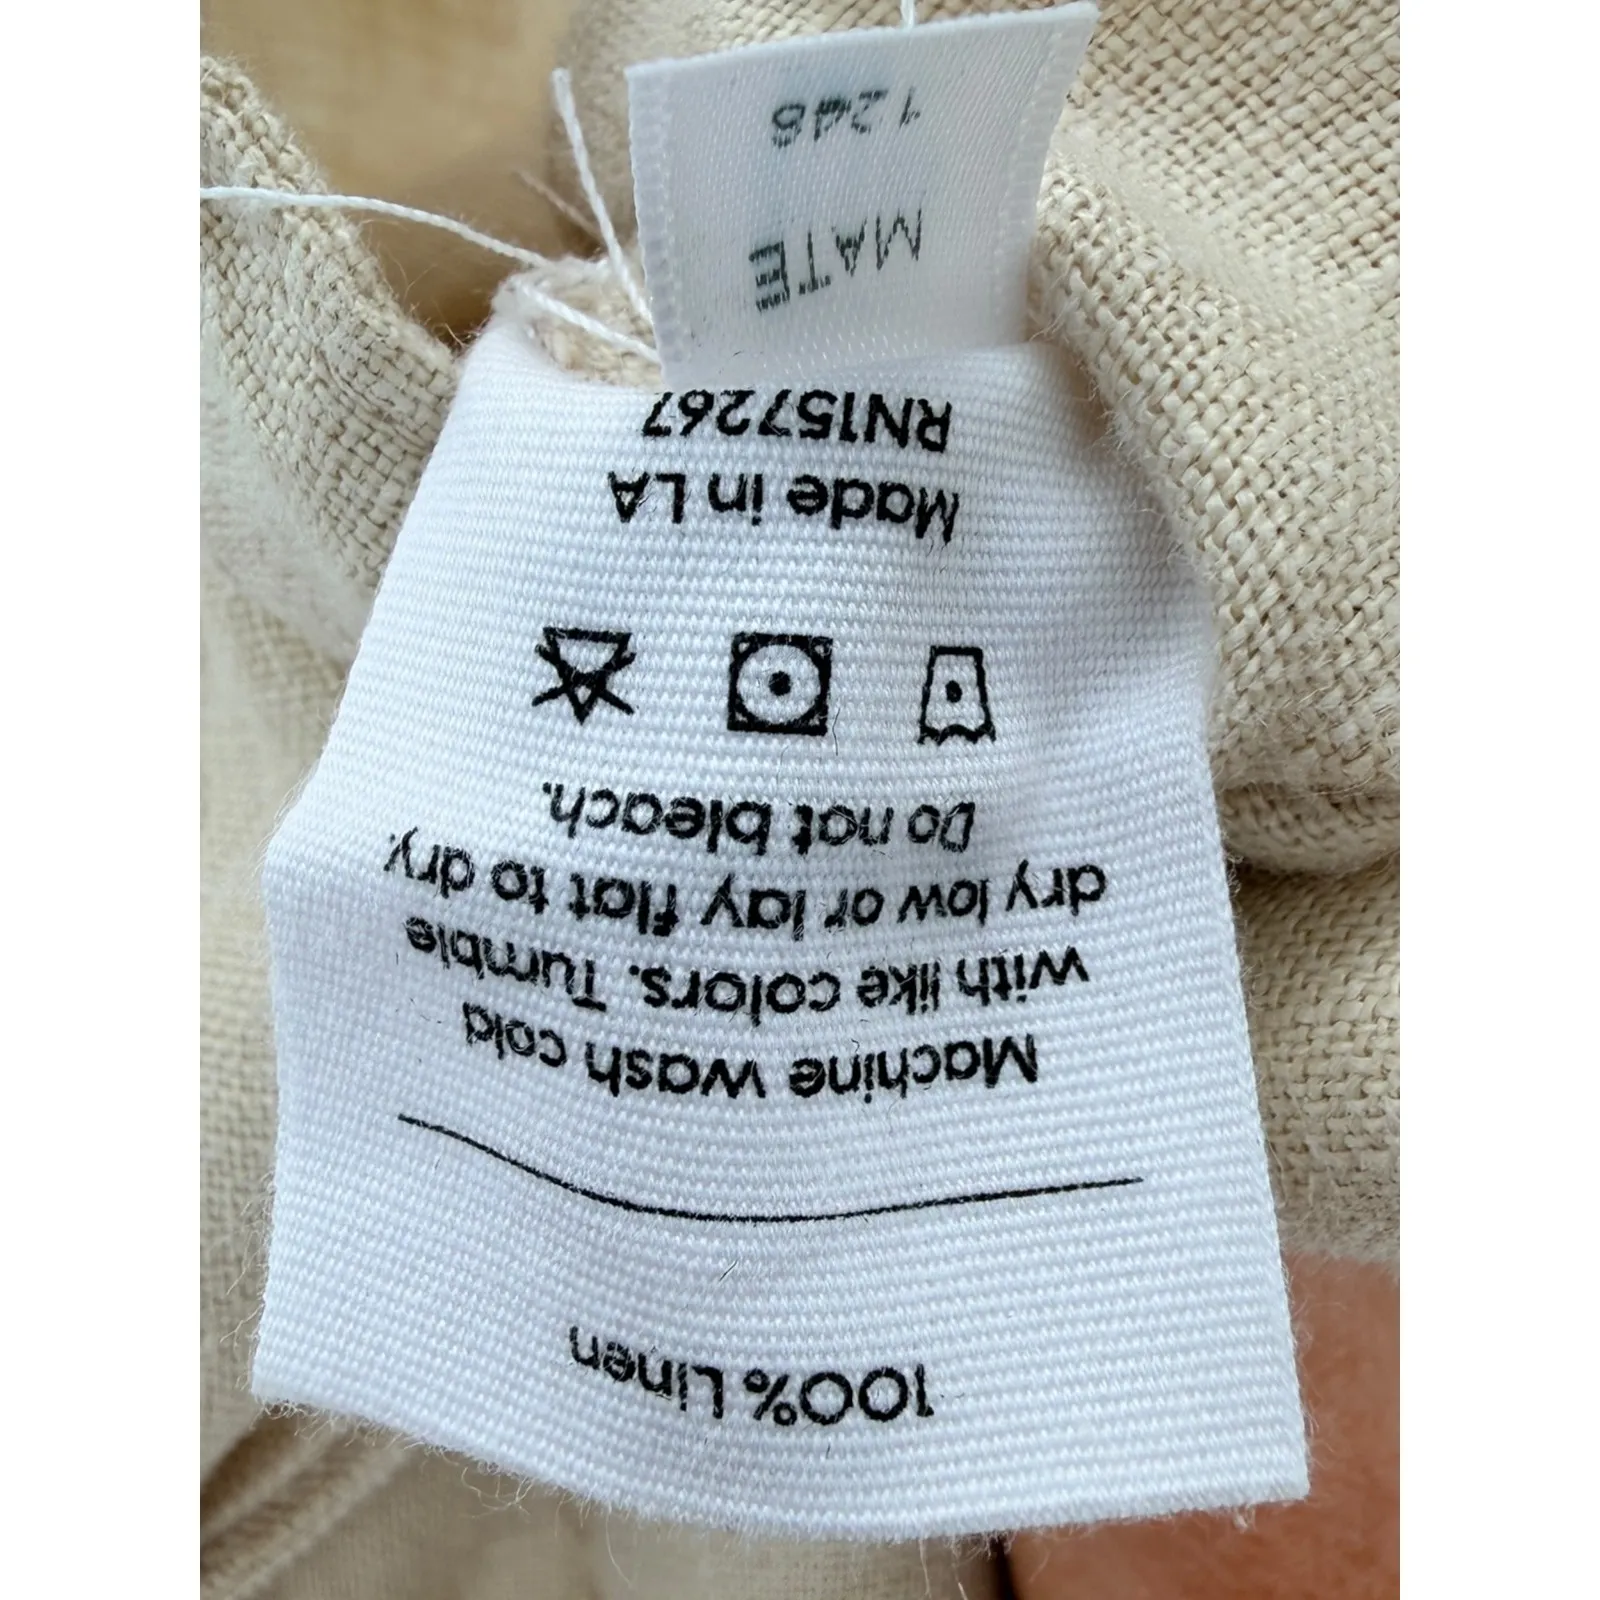 100% Linen
Machine wash cold
with like colors. Tumble
dry low or lay flat to dry.
Do not bleach.
Made in LA
RN157267
MATE